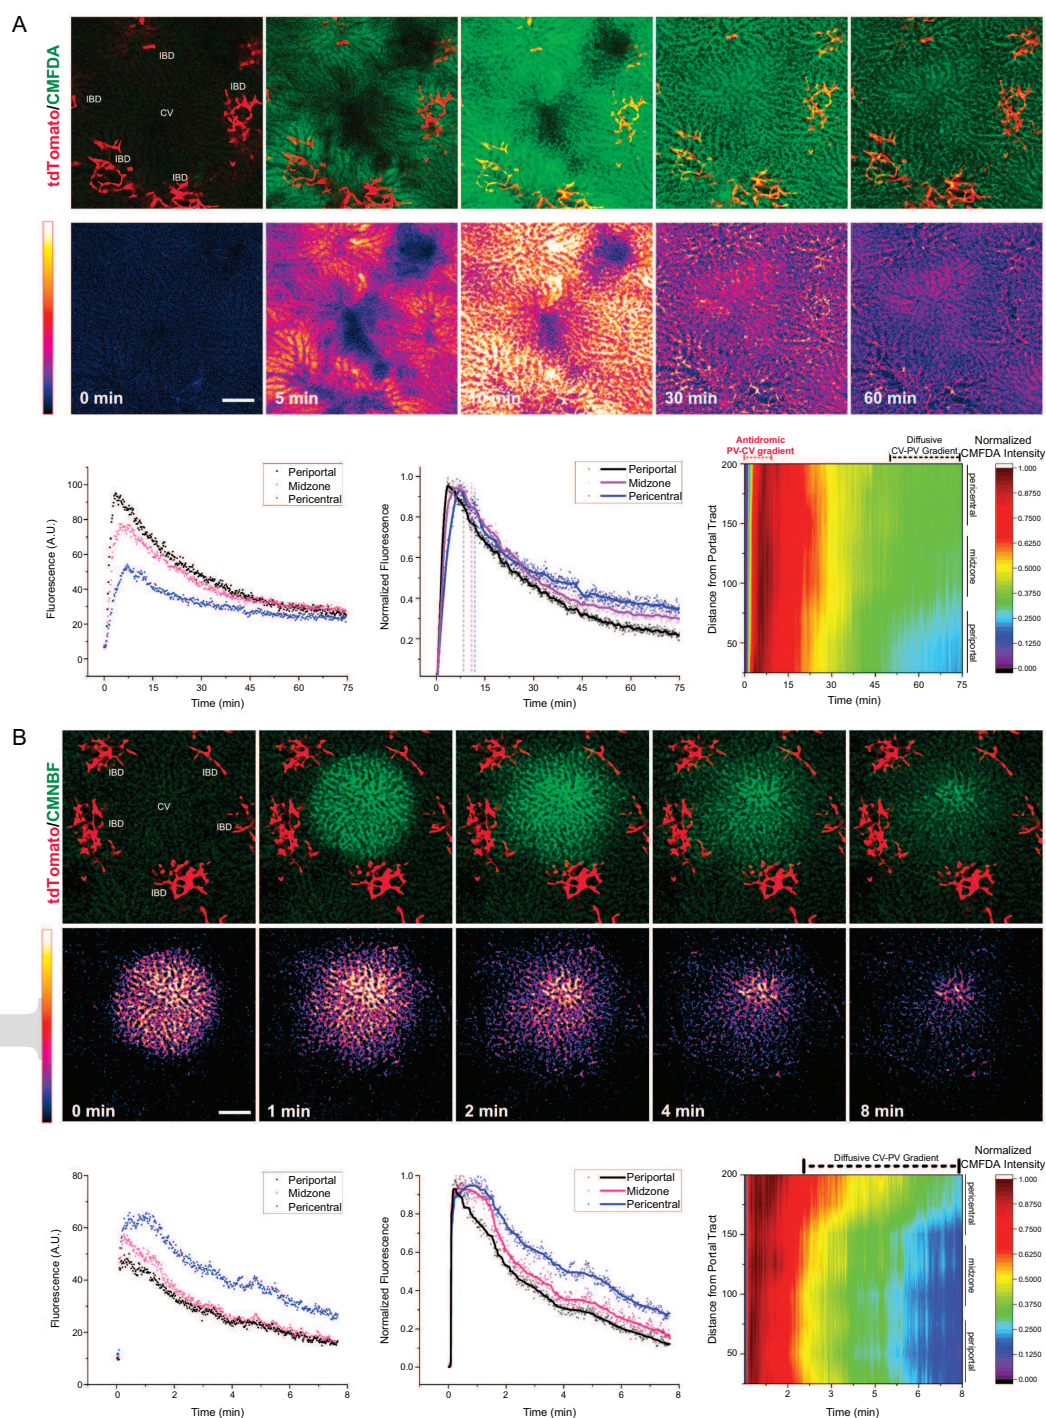 A
tdTomato/CMFDA
IBD
IBD
IBD
CV
IBD
IBD
0 min
5 min
10 min
30 min
60 min
Fluorescence (A.U.)
100
80
60
40
20
0
Periportal
Midzone
Pericentral
0
15
30
45
60
75
Time (min)
Normalized Fluorescence
1.0
0.8
0.6
0.4
0.2
Periportal
Midzone
Pericentral
0
15
30
45
60
75
Time (min)
Antidromic
PV-CV gradient
Diffusive
CV-PV Gradient
Normalized
CMFDA Intensity
Distance from Portal Tract
200
150
100
50
pericentral
midzone
periportal
0
15
30
45
60
75
Time (min)
1.000
0.8750
0.7500
0.6250
0.5000
0.3750
0.2500
0.1250
0.000
B
tdTomato/CMNBF
IBD
IBD
CV
IBD
IBD
IBD
0 min
1 min
2 min
4 min
8 min
Fluorescence (A.U.)
80
60
40
20
0
Periportal
Midzone
Pericentral
0
2
4
6
8
Time (min)
Normalized Fluorescence
1.0
0.8
0.6
0.4
0.2
0.0
Periportal
Midzone
Pericentral
0
2
4
6
8
Time (min)
Diffusive CV-PV Gradient
Normalized
CMFDA Intensity
Distance from Portal Tract
200
150
100
50
pericentral
midzone
periportal
2
3
5
6
8
Time (min)
1.000
0.8750
0.7500
0.6250
0.5000
0.3750
0.2500
0.1250
0.000